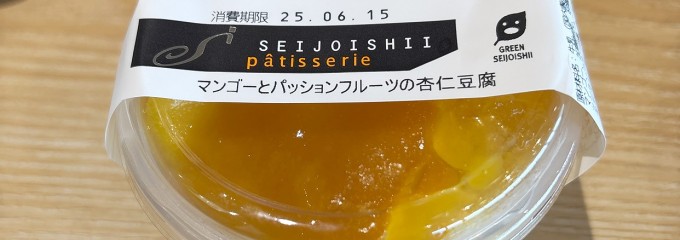 消費期限 25.06.15
SEIJOISHII
pâtisserie
GREEN
SEIJOISHII
マンゴーとパッションフルーツの杏仁豆腐